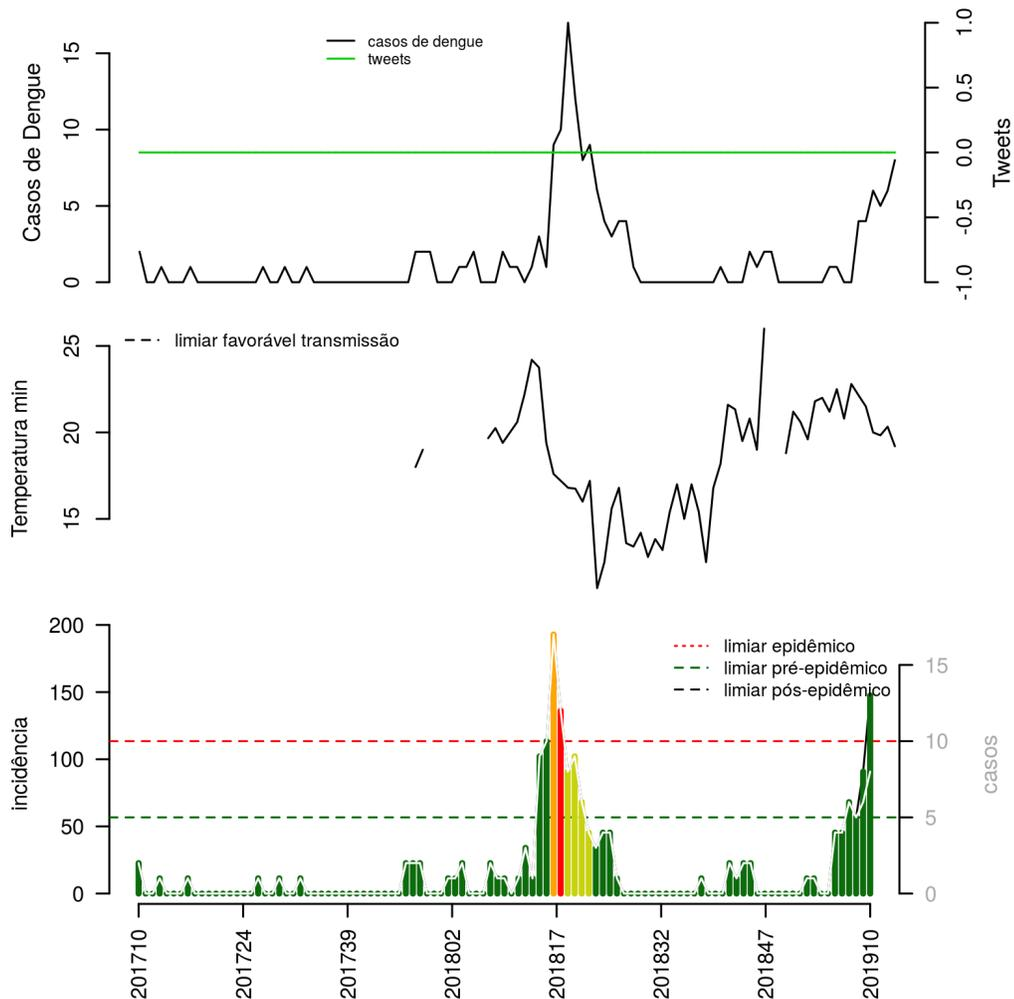 casos de dengue
tweets
Casos de Dengue
0
5
10
15
Tweets
-1.0
-0.5
0.0
0.5
1.0
limiar favorável transmissão
Temperatura min
15
20
25
limiar epidêmico
limiar pré-epidêmico
limiar pós-epidêmico
incidência
0
50
100
150
200
casos
0
5
10
15
201710
201724
201739
201802
201817
201832
201847
201910